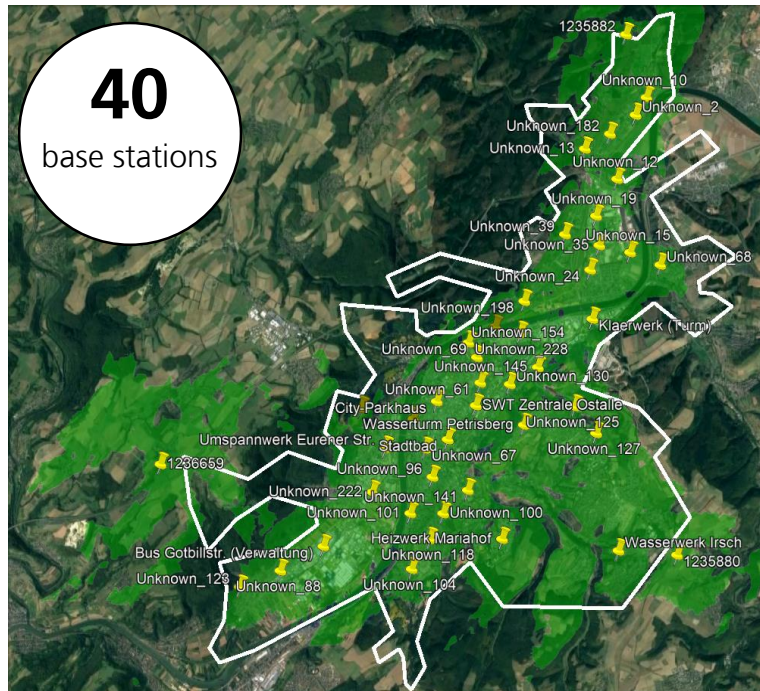 40
base stations
1235882
Unknown_10
Unknown_2
Unknown_182
Unknown_13
Unknown_12
Unknown_19
Unknown_39
Unknown_15
Unknown_35
Unknown_68
Unknown_24
Unknown_198
Klaerwerk (Turm)
Unknown_154
Unknown_69
Unknown_228
Unknown_145
Unknown_130
Unknown_61
City-Parkhaus
SWT Zentrale Ostalle
Wasserturm Petrisberg
Unknown_125
Umspannwerk Eurener Str.
Stadtbad
Unknown_127
Unknown_67
1236659
Unknown_96
Unknown_222
Unknown_141
Unknown_101
Unknown_100
Heizwerk Mariahof
Wasserwerk Irsch
Bus Gotbillstr. (Verwaltung)
Unknown_118
1235880
Unknown_123
Unknown_88
Unknown_104